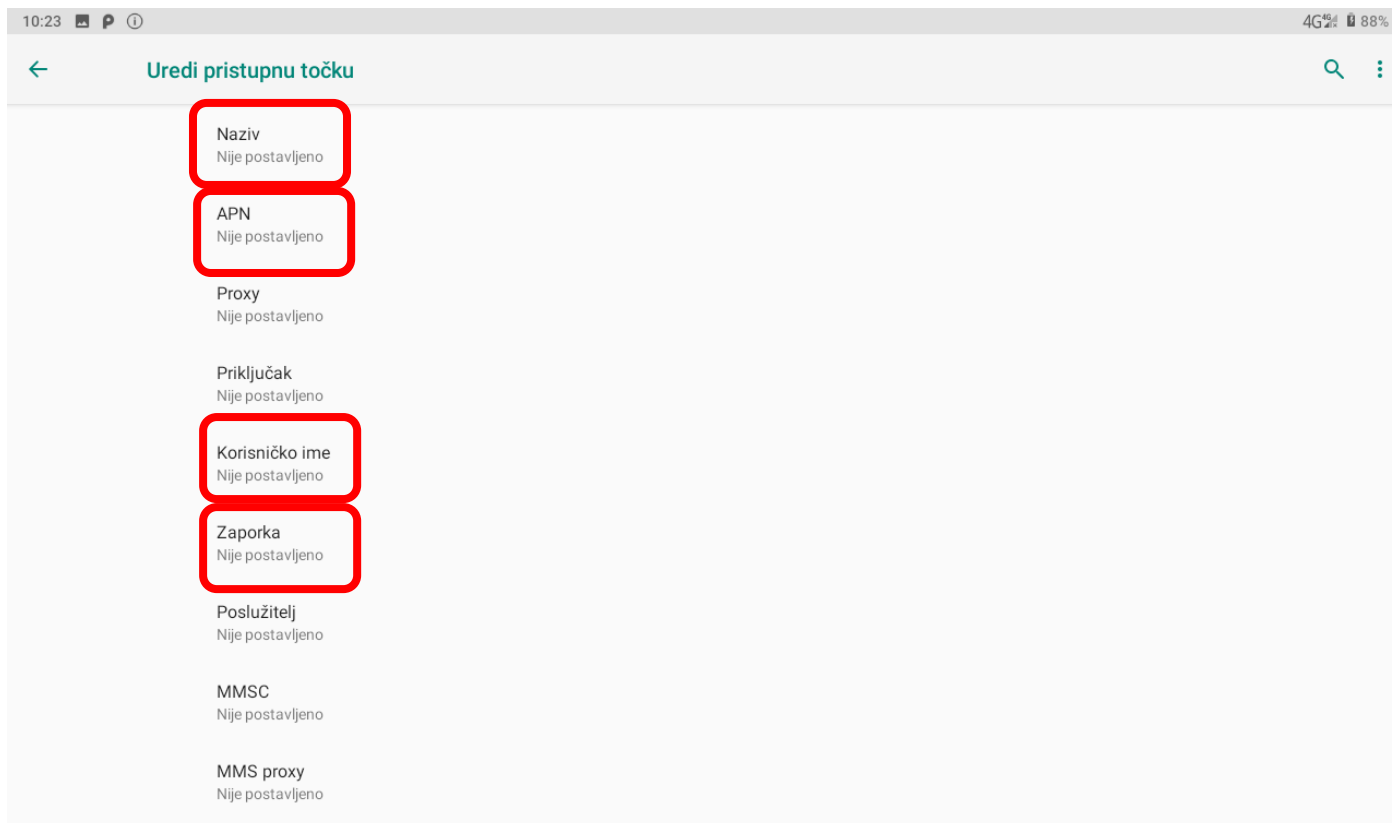 10:23
4G 4G 88%
Uredi pristupnu točku
Naziv
Nije postavljeno
APN
Nije postavljeno
Proxy
Nije postavljeno
Priključak
Nije postavljeno
Korisničko ime
Nije postavljeno
Zaporka
Nije postavljeno
Poslužitelj
Nije postavljeno
MMSC
Nije postavljeno
MMS proxy
Nije postavljeno